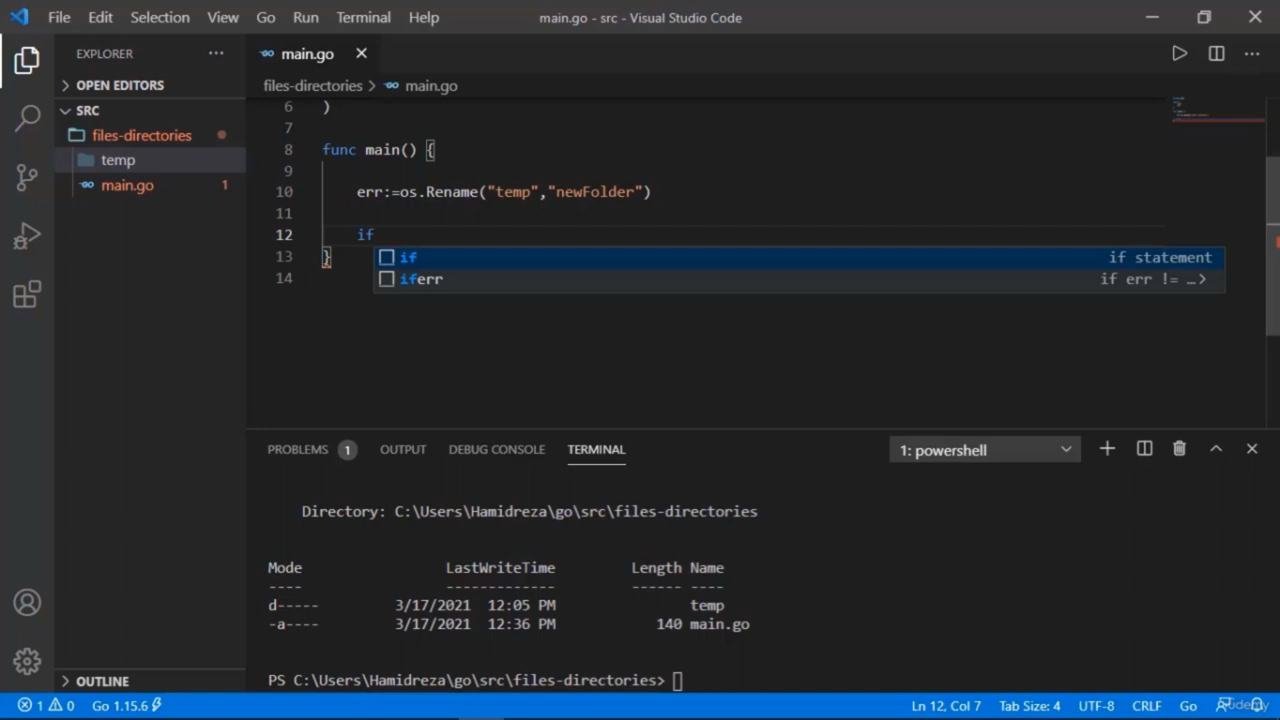 File Edit Selection View Go Run Terminal Help main.go - src - Visual Studio Code
EXPLORER
OPEN EDITORS
SRC
files-directories
temp
main.go 1
OUTLINE
main.go
files-directories > main.go
6 )
7
8 func main() {
9
10 err:=os.Rename("temp","newFolder")
11
12 if
13 }
14
if if statement
iferr if err != …>
PROBLEMS 1 OUTPUT DEBUG CONSOLE TERMINAL 1: powershell
Directory: C:\Users\Hamidreza\go\src\files-directories
Mode LastWriteTime Length Name
---- ------------- ------ ----
d----- 3/17/2021 12:05 PM temp
-a---- 3/17/2021 12:36 PM 140 main.go
PS C:\Users\Hamidreza\go\src\files-directories>
1 0 Go 1.15.6 Ln 12, Col 7 Tab Size: 4 UTF-8 CRLF Go